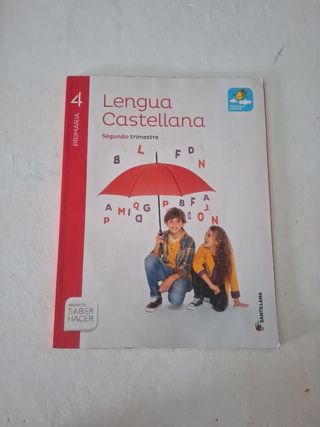 4
PRIMARIA
Lengua
Castellana
Segundo trimestre
B L F D N
A P M I D Q G P B F A L D O N
PROYECTO
SABER
HACER
SANTILLANA